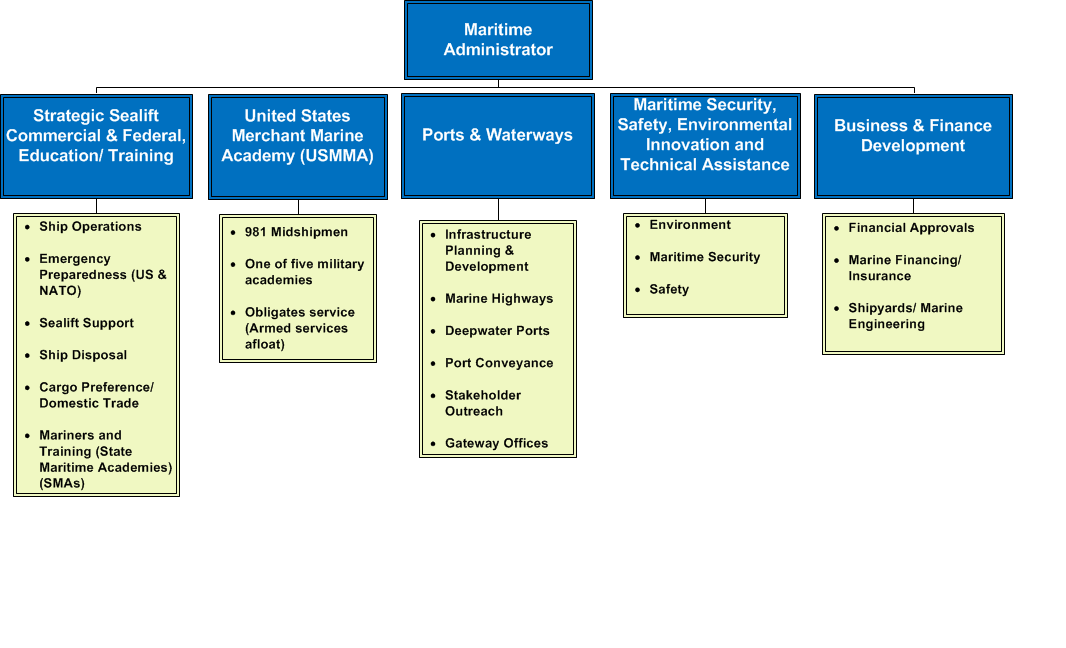 Maritime
Administrator
Strategic Sealift
Commercial & Federal,
Education/ Training
United States
Merchant Marine
Academy (USMMA)
Ports & Waterways
Maritime Security,
Safety, Environmental
Innovation and
Technical Assistance
Business & Finance
Development
• Ship Operations
• Emergency
Preparedness (US &
NATO)
• Sealift Support
• Ship Disposal
• Cargo Preference/
Domestic Trade
• Mariners and
Training (State
Maritime Academies)
(SMAs)
• 981 Midshipmen
• One of five military
academies
• Obligates service
(Armed services
afloat)
• Infrastructure
Planning &
Development
• Marine Highways
• Deepwater Ports
• Port Conveyance
• Stakeholder
Outreach
• Gateway Offices
• Environment
• Maritime Security
• Safety
• Financial Approvals
• Marine Financing/
Insurance
• Shipyards/ Marine
Engineering